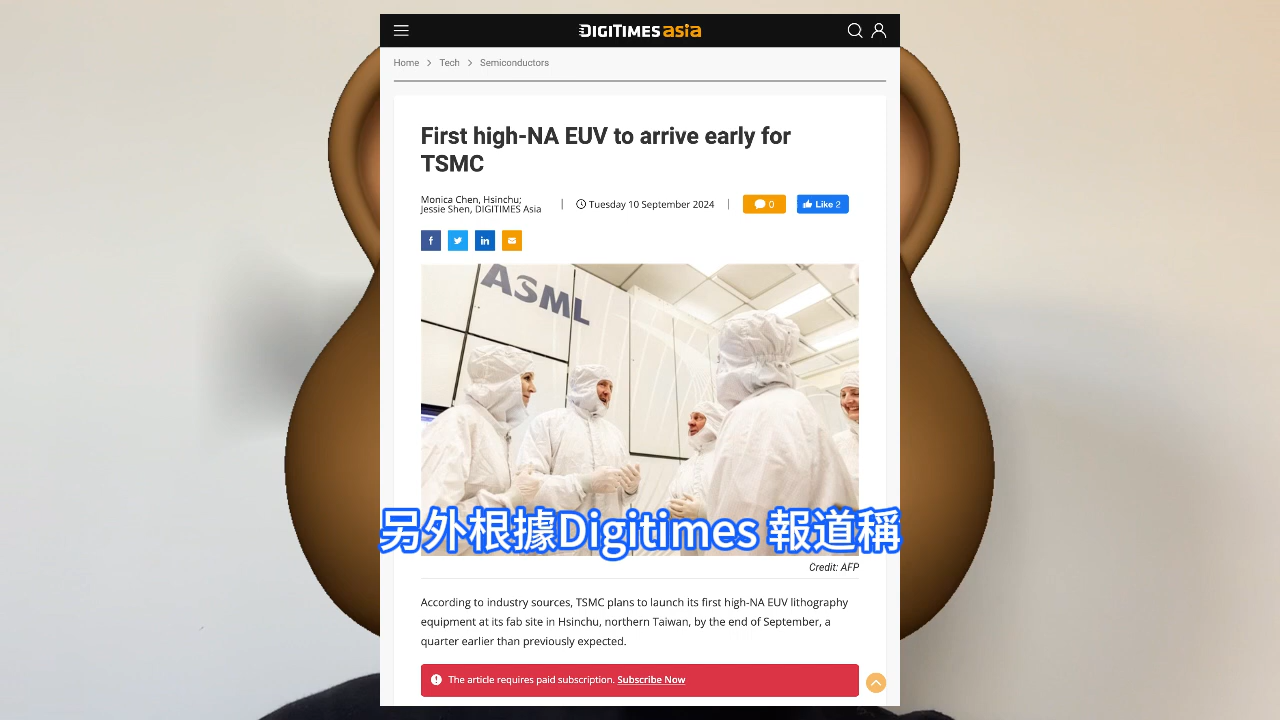 DIGITIMES asia
Home > Tech > Semiconductors
First high-NA EUV to arrive early for
TSMC
Monica Chen, Hsinchu;
Jessie Shen, DIGITIMES Asia
Tuesday 10 September 2024
0
Like 2
ASML
另外根據Digitimes 報道稱
Credit: AFP
According to industry sources, TSMC plans to launch its first high-NA EUV lithography
equipment at its fab site in Hsinchu, northern Taiwan, by the end of September, a
quarter earlier than previously expected.
The article requires paid subscription. Subscribe Now